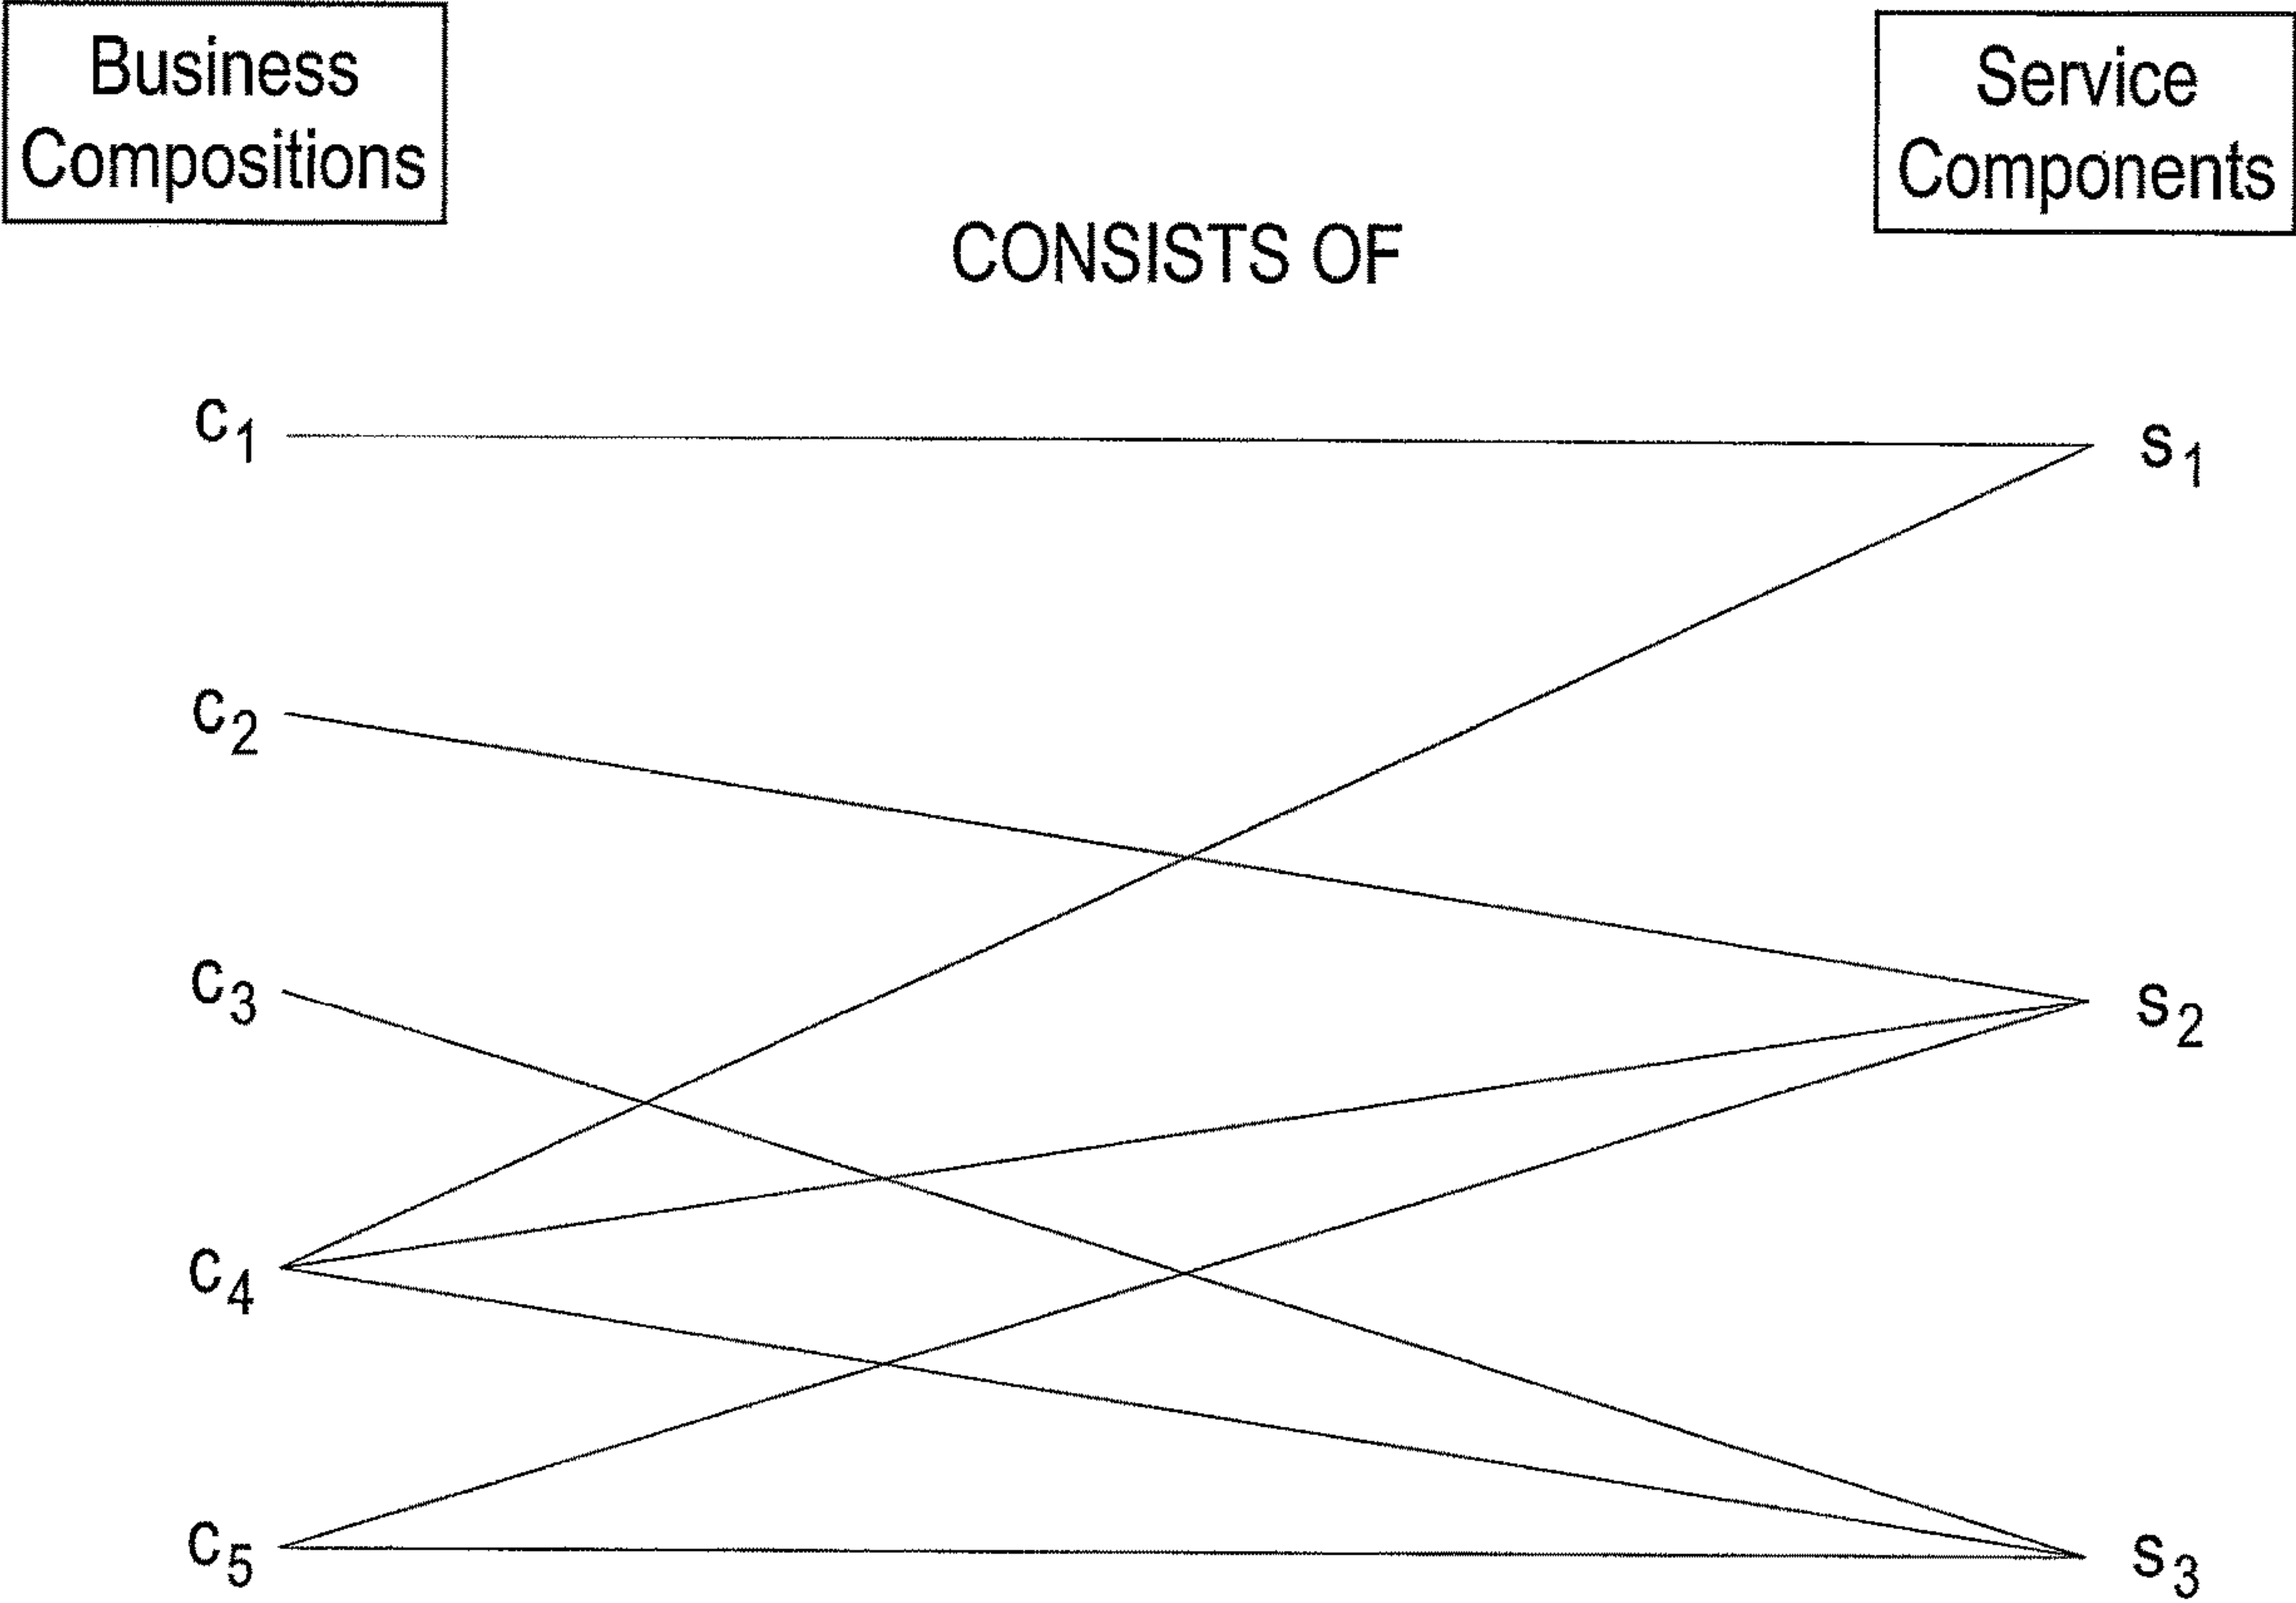 Business
Compositions
Service
Components
CONSISTS OF
c1
s1
c2
c3
s2
c4
c5
s3